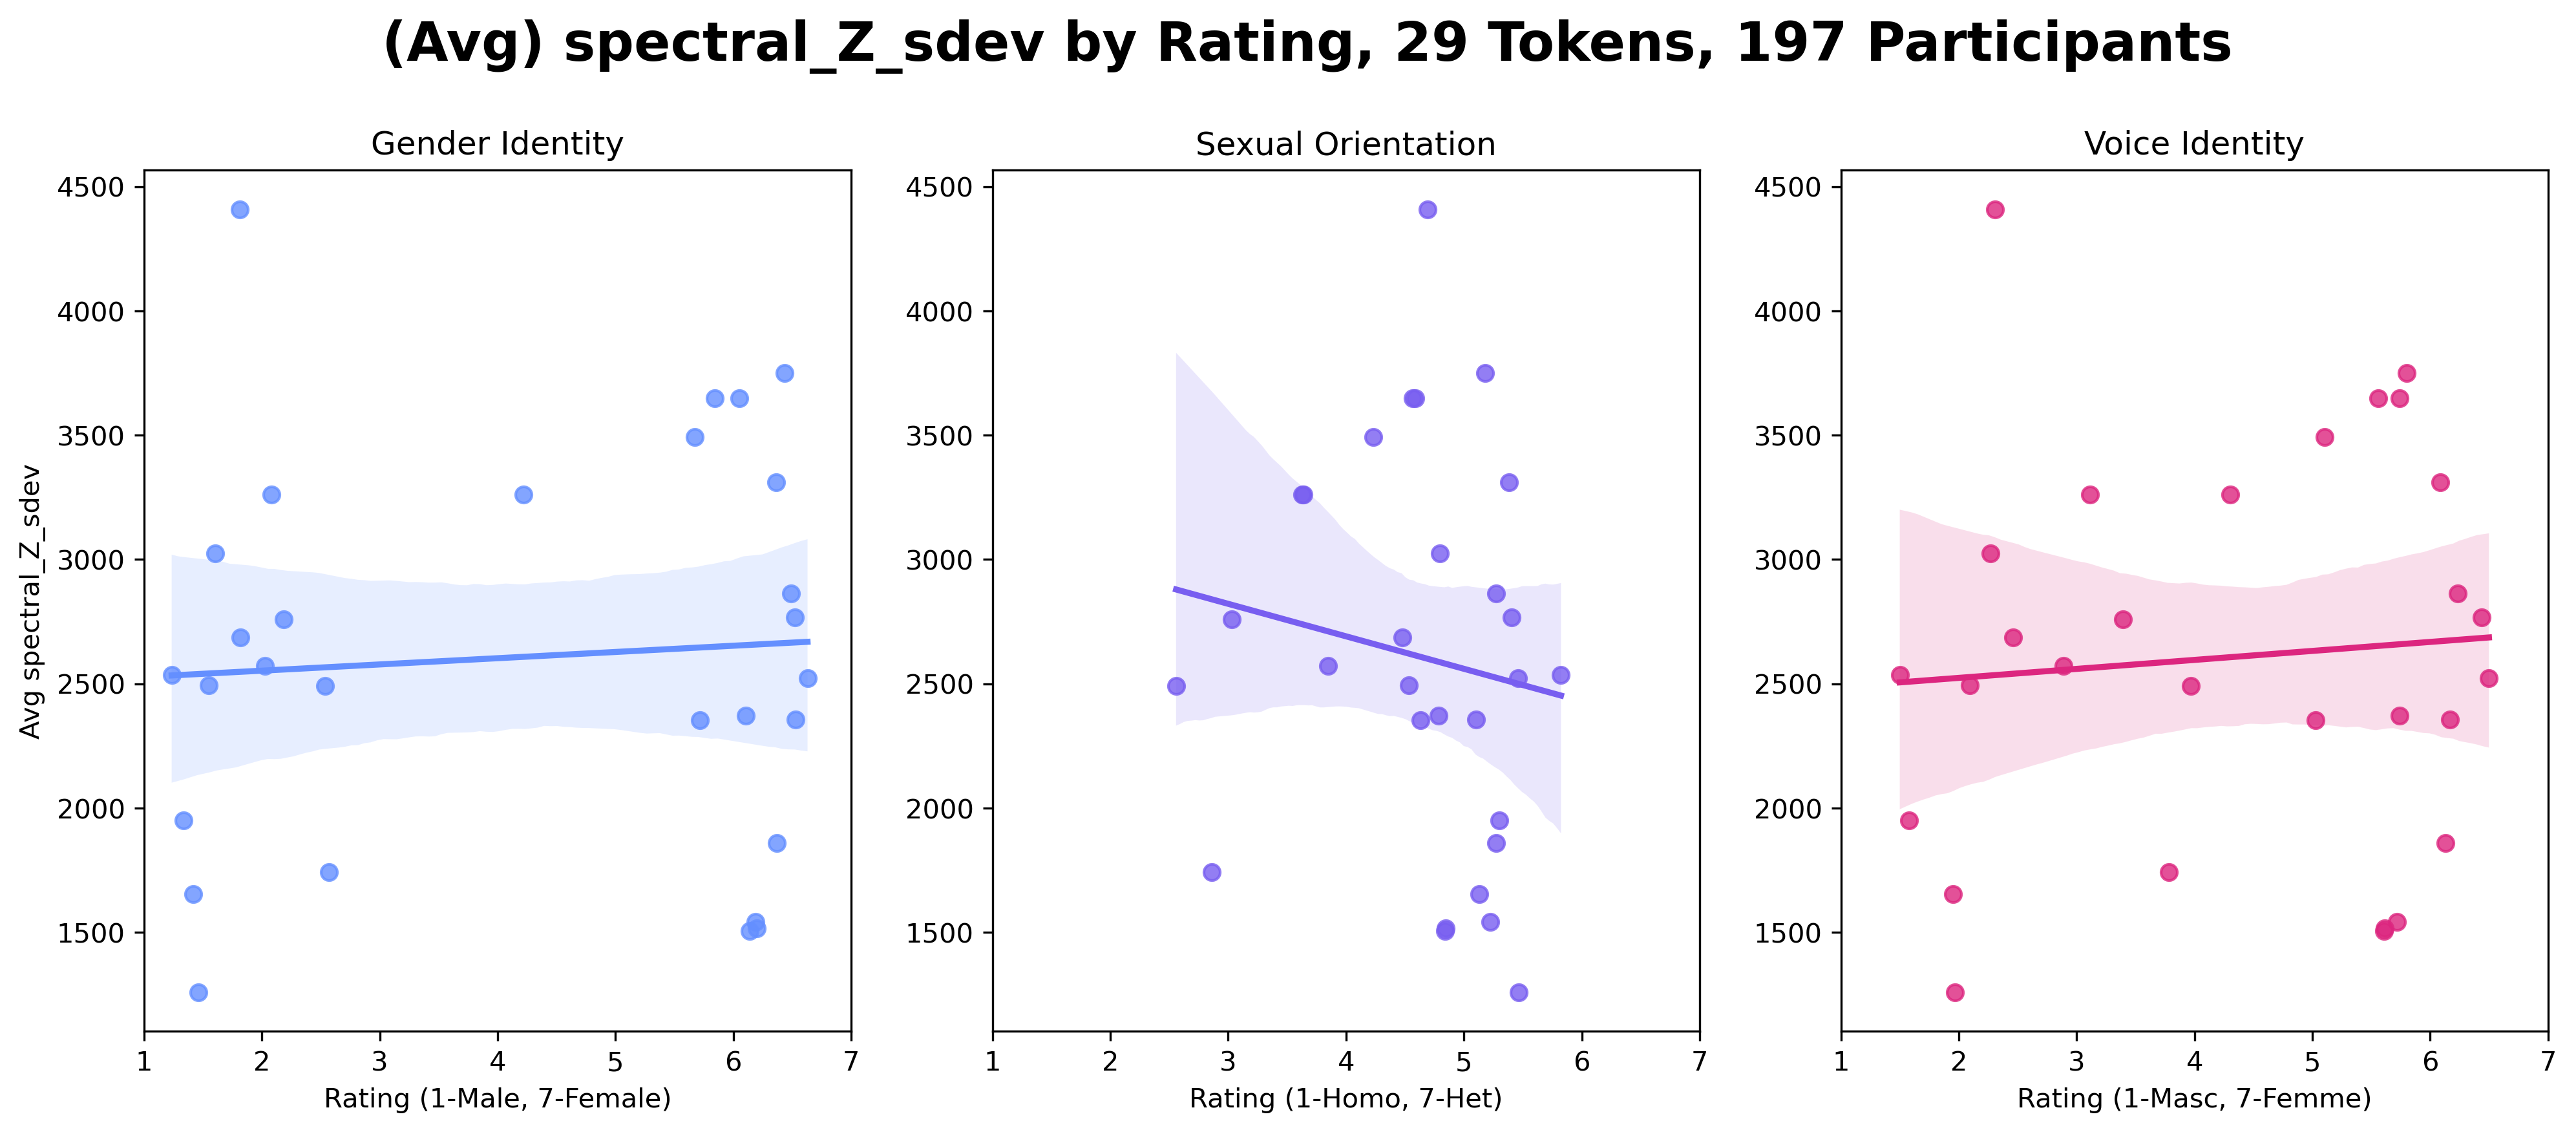 (Avg) spectral_Z_sdev by Rating, 29 Tokens, 197 Participants
Gender Identity
Avg spectral_Z_sdev
4500
4000
3500
3000
2500
2000
1500
1 2 3 4 5 6 7
Rating (1-Male, 7-Female)
Sexual Orientation
4500
4000
3500
3000
2500
2000
1500
1 2 3 4 5 6 7
Rating (1-Homo, 7-Het)
Voice Identity
4500
4000
3500
3000
2500
2000
1500
1 2 3 4 5 6 7
Rating (1-Masc, 7-Femme)